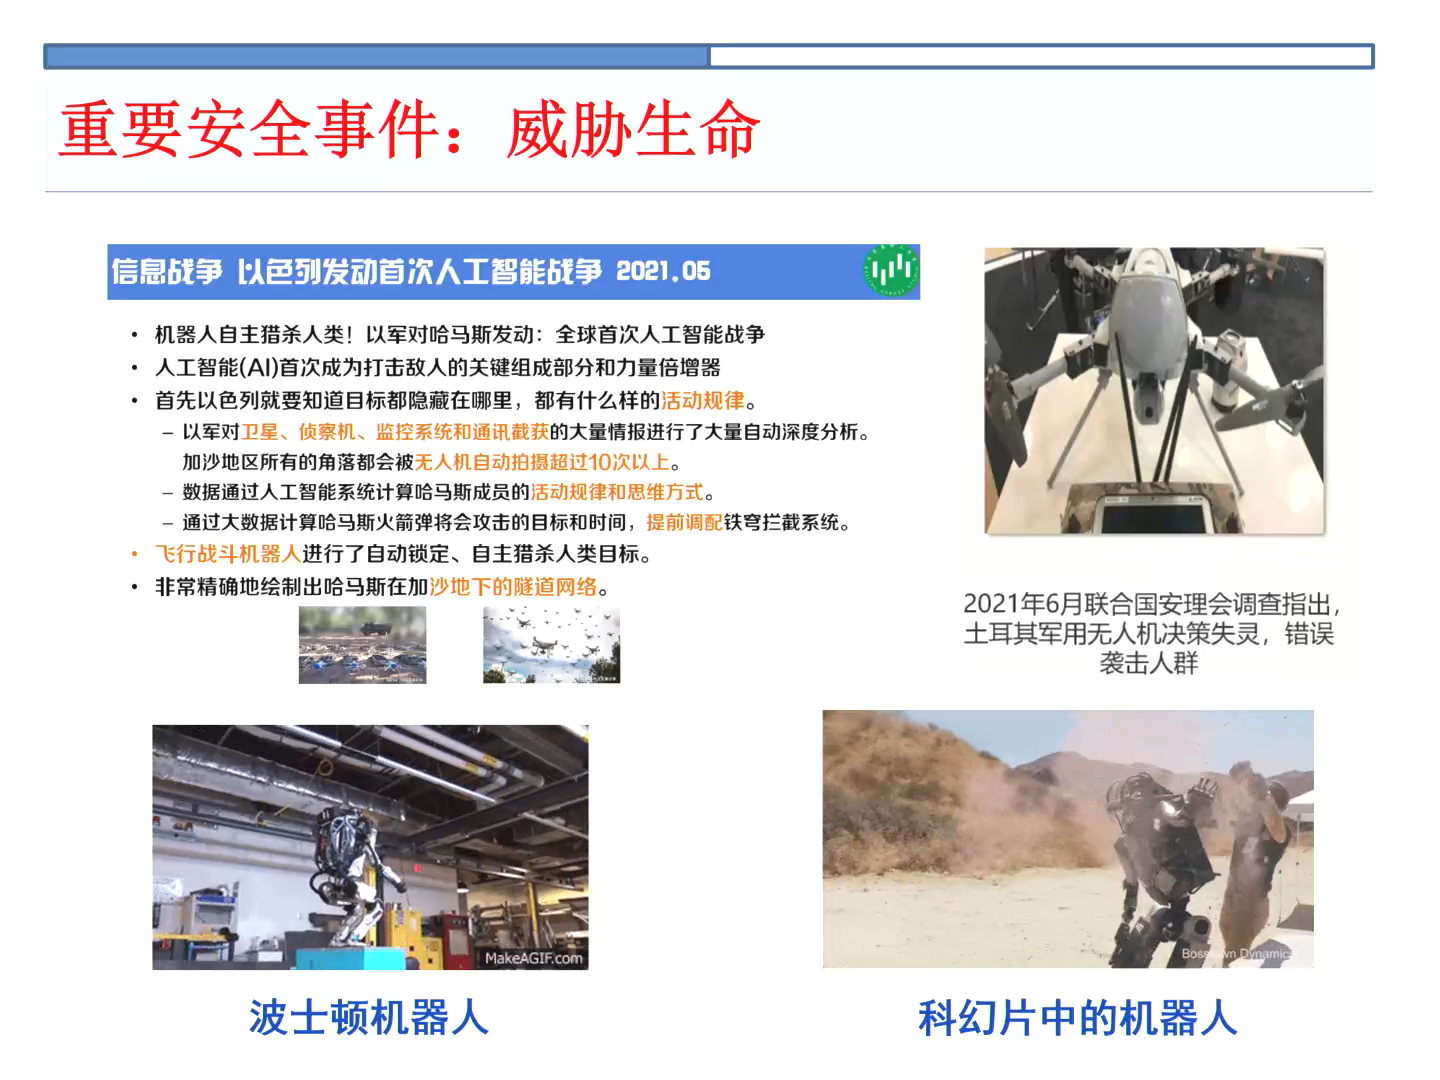 重要安全事件：威胁生命
信息战争 以色列发动首次人工智能战争 2021.05
• 机器人自主猎杀人类！以军对哈马斯发动：全球首次人工智能战争
• 人工智能(AI)首次成为打击敌人的关键组成部分和力量倍增器
• 首先以色列就要知道目标都隐藏在哪里，都有什么样的活动规律。
– 以军对卫星、侦察机、监控系统和通讯截获的大量情报进行了大量自动深度分析。
加沙地区所有的角落都会被无人机自动拍摄超过10次以上。
– 数据通过人工智能系统计算哈马斯成员的活动规律和思维方式。
– 通过大数据计算哈马斯火箭弹将会攻击的目标和时间，提前调配铁穹拦截系统。
• 飞行战斗机器人进行了自动锁定、自主猎杀人类目标。
• 非常精确地绘制出哈马斯在加沙地下的隧道网络。
2021年6月联合国安理会调查指出，
土耳其军用无人机决策失灵，错误
袭击人群
MakeAGIF.com
Bosstown Dynamics
波士顿机器人
科幻片中的机器人